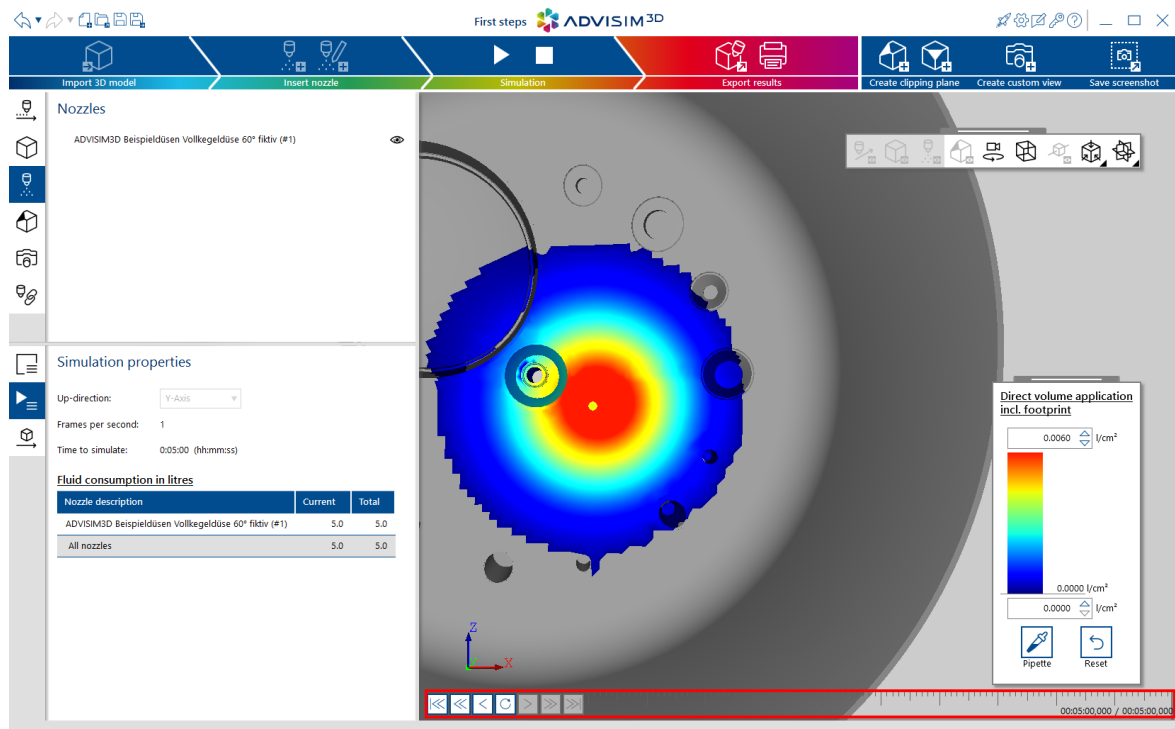 First steps ADVISIM3D
Import 3D model
Insert nozzle
Simulation
Export results
Create clipping plane
Create custom view
Save screenshot
Nozzles
ADVISIM3D Beispieldüsen Vollkegeldüse 60° fiktiv (#1)
Simulation properties
Up-direction: Y-Axis
Frames per second: 1
Time to simulate: 0:05:00 (hh:mm:ss)
Fluid consumption in litres
Nozzle description Current Total
ADVISIM3D Beispieldüsen Vollkegeldüse 60° fiktiv (#1) 5.0 5.0
All nozzles 5.0 5.0
Direct volume application
incl. footprint
0.0060 l/cm²
0.0000 l/cm²
0.0000 l/cm²
Pipette Reset
Z
X
00:05:00,000 / 00:05:00,000